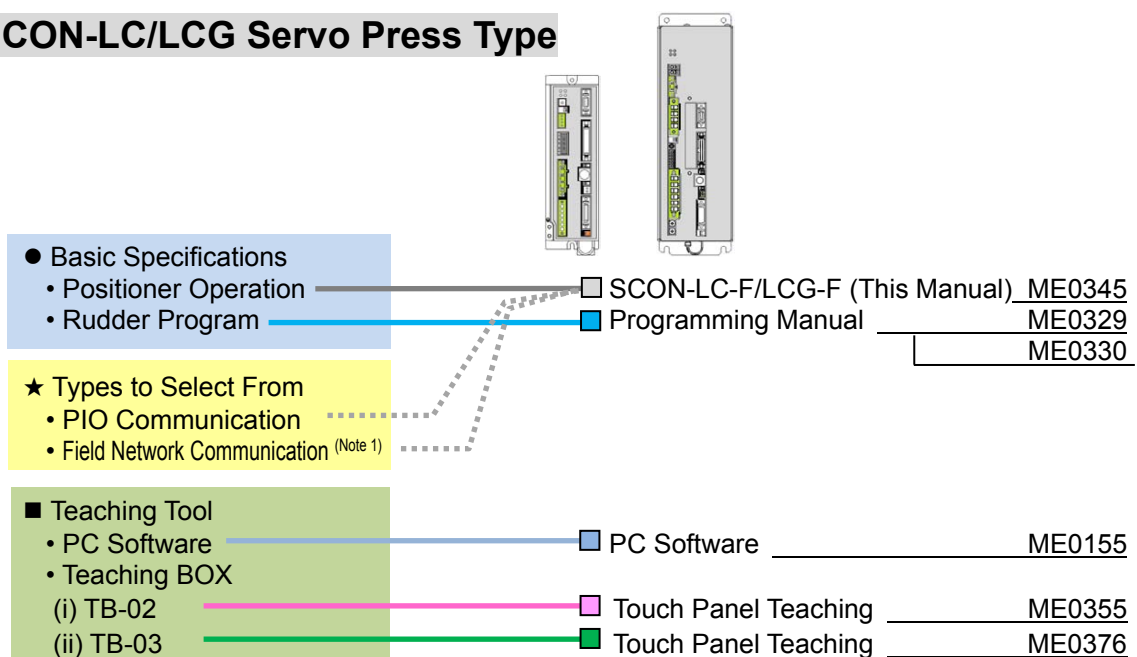 CON-LC/LCG Servo Press Type
● Basic Specifications
• Positioner Operation
• Rudder Program
SCON-LC-F/LCG-F (This Manual) ME0345
Programming Manual ME0329
ME0330
★ Types to Select From
• PIO Communication
• Field Network Communication (Note 1)
■ Teaching Tool
• PC Software
• Teaching BOX
(i) TB-02
(ii) TB-03
PC Software ME0155
Touch Panel Teaching ME0355
Touch Panel Teaching ME0376